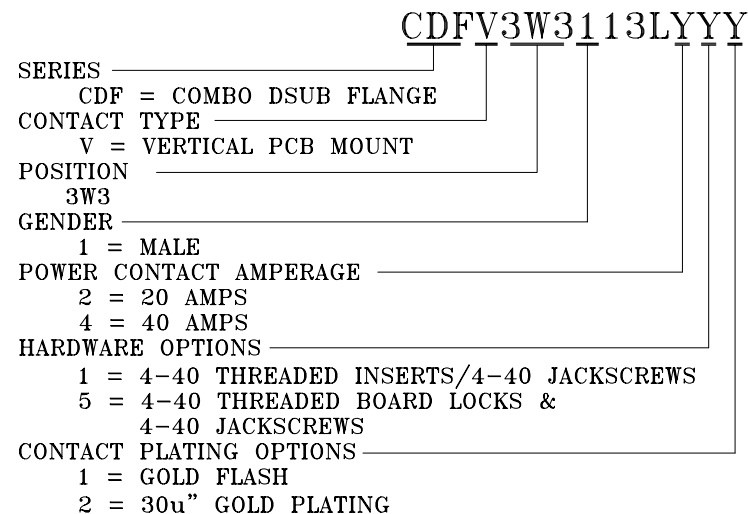 CDFV3W3113LYYY
SERIES
CDF = COMBO DSUB FLANGE
CONTACT TYPE
V = VERTICAL PCB MOUNT
POSITION
3W3
GENDER
1 = MALE
POWER CONTACT AMPERAGE
2 = 20 AMPS
4 = 40 AMPS
HARDWARE OPTIONS
1 = 4-40 THREADED INSERTS/4-40 JACKSCREWS
5 = 4-40 THREADED BOARD LOCKS &
4-40 JACKSCREWS
CONTACT PLATING OPTIONS
1 = GOLD FLASH
2 = 30u" GOLD PLATING